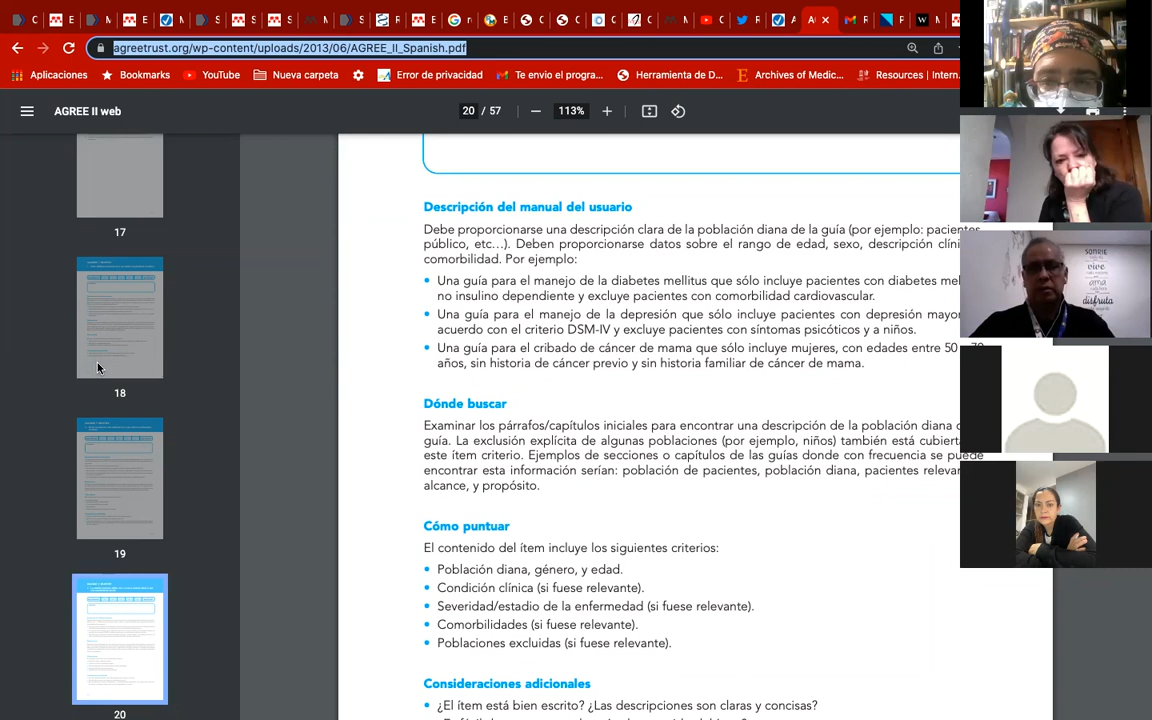 agreetrust.org/wp-content/uploads/2013/06/AGREE_II_Spanish.pdf
Aplicaciones
Bookmarks
YouTube
Nueva carpeta
Error de privacidad
Te envio el progra...
Herramienta de D...
Archives of Medic...
Resources | Intern...
AGREE II web
20 / 57
113%
17
18
19
20
Descripción del manual del usuario
Debe proporcionarse una descripción clara de la población diana de la guía (por ejemplo: pacientes,
público, etc...). Deben proporcionarse datos sobre el rango de edad, sexo, descripción
comorbilidad. Por ejemplo:
• Una guía para el manejo de la diabetes mellitus que sólo incluye pacientes con diabetes
no insulino dependiente y excluye pacientes con comorbilidad cardiovascular.
• Una guía para el manejo de la depresión que sólo incluye pacientes con depresión
acuerdo con el criterio DSM-IV y excluye pacientes con síntomas psicóticos y a niños.
• Una guía para el cribado de cáncer de mama que sólo incluye mujeres, con edades entre 50
años, sin historia de cáncer previo y sin historia familiar de cáncer de mama.
Dónde buscar
Examinar los párrafos/capítulos iniciales para encontrar una descripción de la población diana
guía. La exclusión explícita de algunas poblaciones (por ejemplo, niños) también está
este ítem criterio. Ejemplos de secciones o capítulos de las guías donde con frecuencia se puede
encontrar esta información serían: población de pacientes, población diana, pacientes
alcance, y propósito.
Cómo puntuar
El contenido del ítem incluye los siguientes criterios:
• Población diana, género, y edad.
• Condición clínica (si fuese relevante).
• Severidad/estadio de la enfermedad (si fuese relevante).
• Comorbilidades (si fuese relevante).
• Poblaciones excluidas (si fuese relevante).
Consideraciones adicionales
• ¿El ítem está bien escrito? ¿Las descripciones son claras y concisas?
SONRIE
vive
ama
disfruta